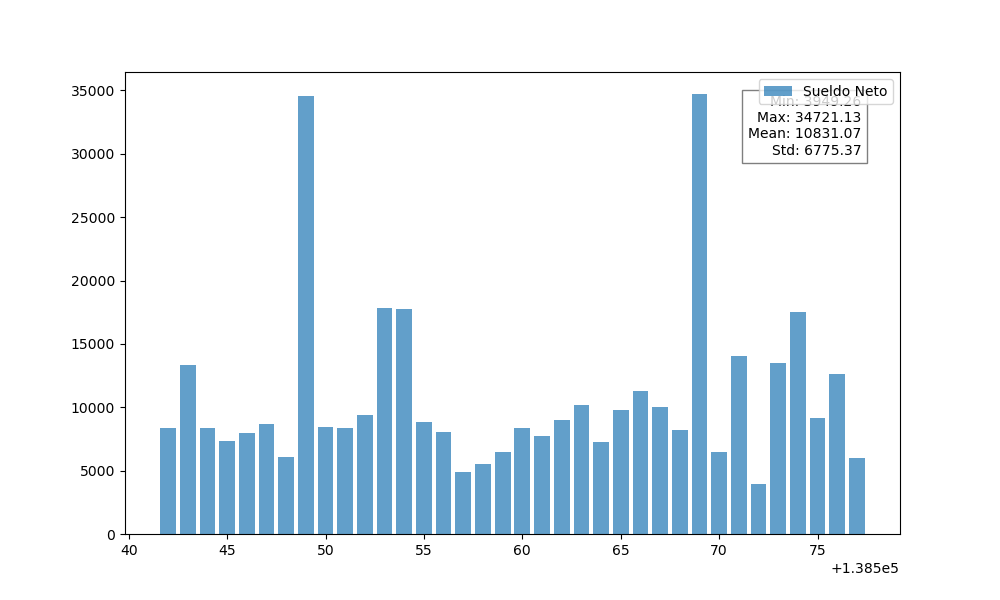 35000
30000
25000
20000
15000
10000
5000
0
Sueldo Neto
Min: 3949.26
Max: 34721.13
Mean: 10831.07
Std: 6775.37
40 45 50 55 60 65 70 75
+1.385e5